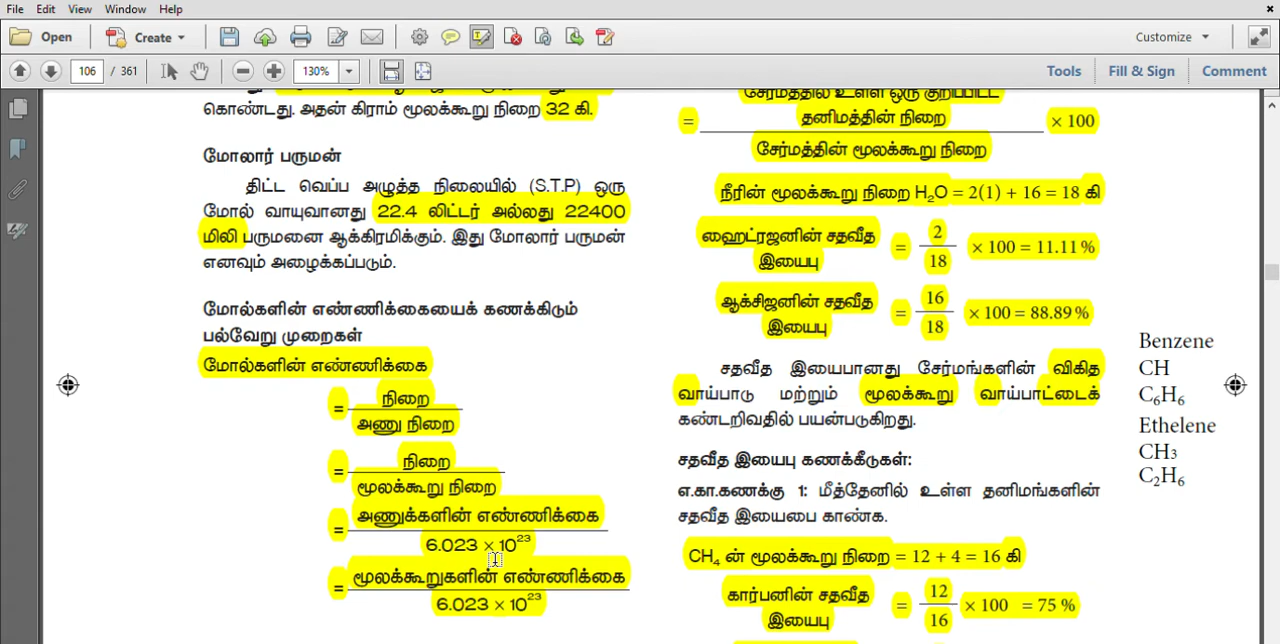 File Edit View Window Help
Open Create Customize
106 / 361 130% Tools Fill & Sign Comment
கொண்டது. அதன் கிராம் மூலக்கூறு நிறை 32 கி.
மோலார் பருமன்
திட்ட வெப்ப அழுத்த நிலையில் (S.T.P) ஒரு
மோல் வாயுவானது 22.4 லிட்டர் அல்லது 22400
மிலி பருமனை ஆக்கிரமிக்கும். இது மோலார் பருமன்
எனவும் அழைக்கப்படும்.
மோல்களின் எண்ணிக்கையைக் கணக்கிடும்
பல்வேறு முறைகள்
மோல்களின் எண்ணிக்கை
= நிறை
அணு நிறை
= நிறை
மூலக்கூறு நிறை
= அணுக்களின் எண்ணிக்கை
6.023 × 10²³
= மூலக்கூறுகளின் எண்ணிக்கை
6.023 × 10²³
சேர்மத்தில் உள்ள ஒரு குறிப்பிட்ட
தனிமத்தின் நிறை
= × 100
சேர்மத்தின் மூலக்கூறு நிறை
நீரின் மூலக்கூறு நிறை H₂O = 2(1) + 16 = 18 கி
ஹைட்ரஜனின் சதவீத
இயைபு = 2
18 × 100 = 11.11 %
ஆக்சிஜனின் சதவீத
இயைபு = 16
18 × 100 = 88.89 %
சதவீத இயைபானது சேர்மங்களின் விகித
வாய்பாடு மற்றும் மூலக்கூறு வாய்பாட்டைக்
கண்டறிவதில் பயன்படுகிறது.
சதவீத இயைபு கணக்கீடுகள்:
எ.கா.கணக்கு 1: மீத்தேனில் உள்ள தனிமங்களின்
சதவீத இயைபை காண்க.
CH₄ ன் மூலக்கூறு நிறை = 12 + 4 = 16 கி
கார்பனின் சதவீத
இயைபு = 12
16 × 100 = 75 %
Benzene
CH
C₆H₆
Ethelene
CH₃
C₂H₆